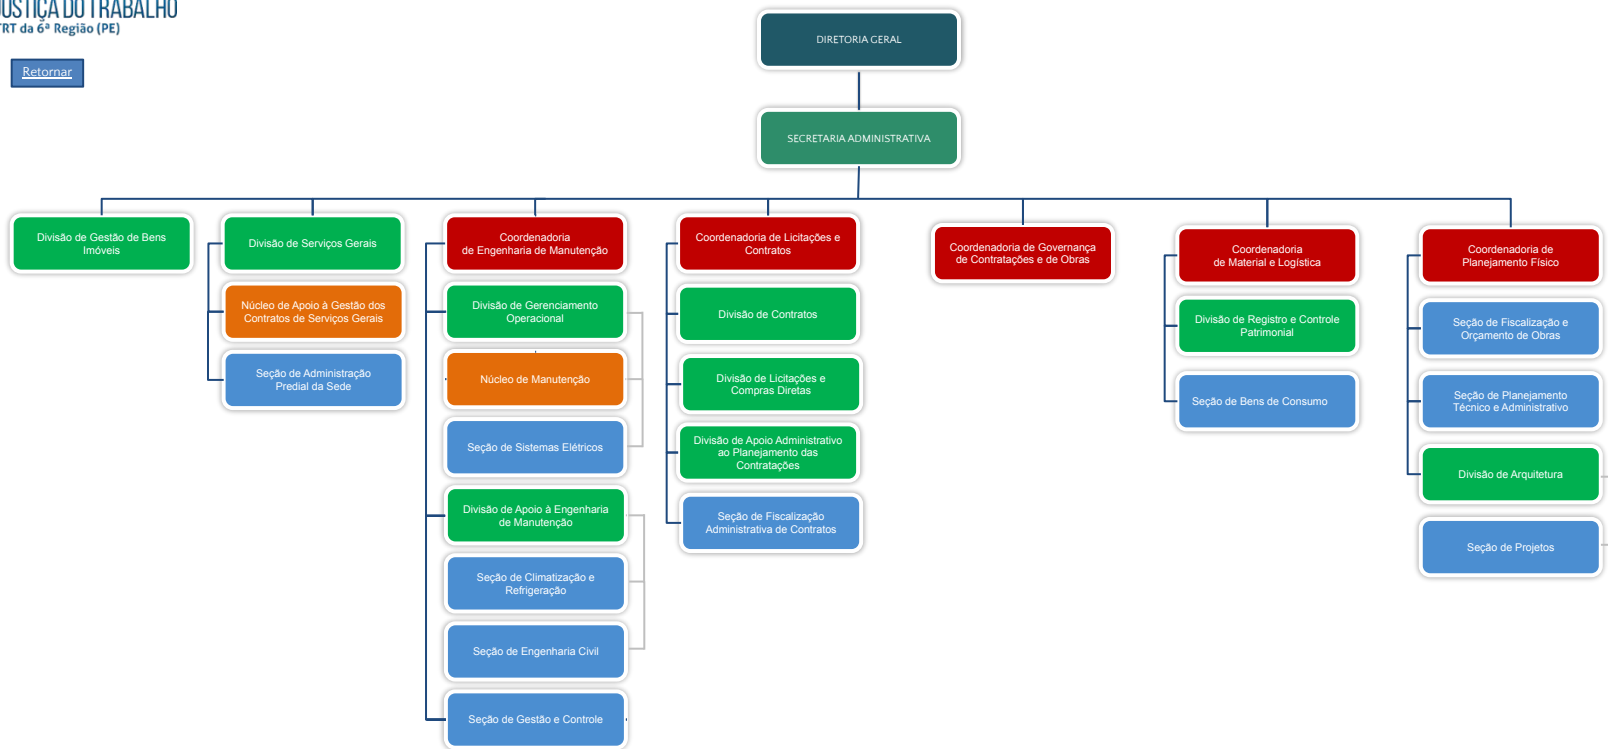 JUSTIÇA DO TRABALHO
TRT da 6ª Região (PE)
Retornar
DIRETORIA GERAL
SECRETARIA ADMINISTRATIVA
Divisão de Gestão de Bens
Imóveis
Divisão de Serviços Gerais
Núcleo de Apoio à Gestão dos
Contratos de Serviços Gerais
Seção de Administração
Predial da Sede
Coordenadoria
de Engenharia de Manutenção
Divisão de Gerenciamento
Operacional
Núcleo de Manutenção
Seção de Sistemas Elétricos
Divisão de Apoio à Engenharia
de Manutenção
Seção de Climatização e
Refrigeração
Seção de Engenharia Civil
Seção de Gestão e Controle
Coordenadoria de Licitações e
Contratos
Divisão de Contratos
Divisão de Licitações e
Compras Diretas
Divisão de Apoio Administrativo
ao Planejamento das
Contratações
Seção de Fiscalização
Administrativa de Contratos
Coordenadoria de Governança
de Contratações e de Obras
Coordenadoria
de Material e Logística
Divisão de Registro e Controle
Patrimonial
Seção de Bens de Consumo
Coordenadoria de
Planejamento Físico
Seção de Fiscalização e
Orçamento de Obras
Seção de Planejamento
Técnico e Administrativo
Divisão de Arquitetura
Seção de Projetos